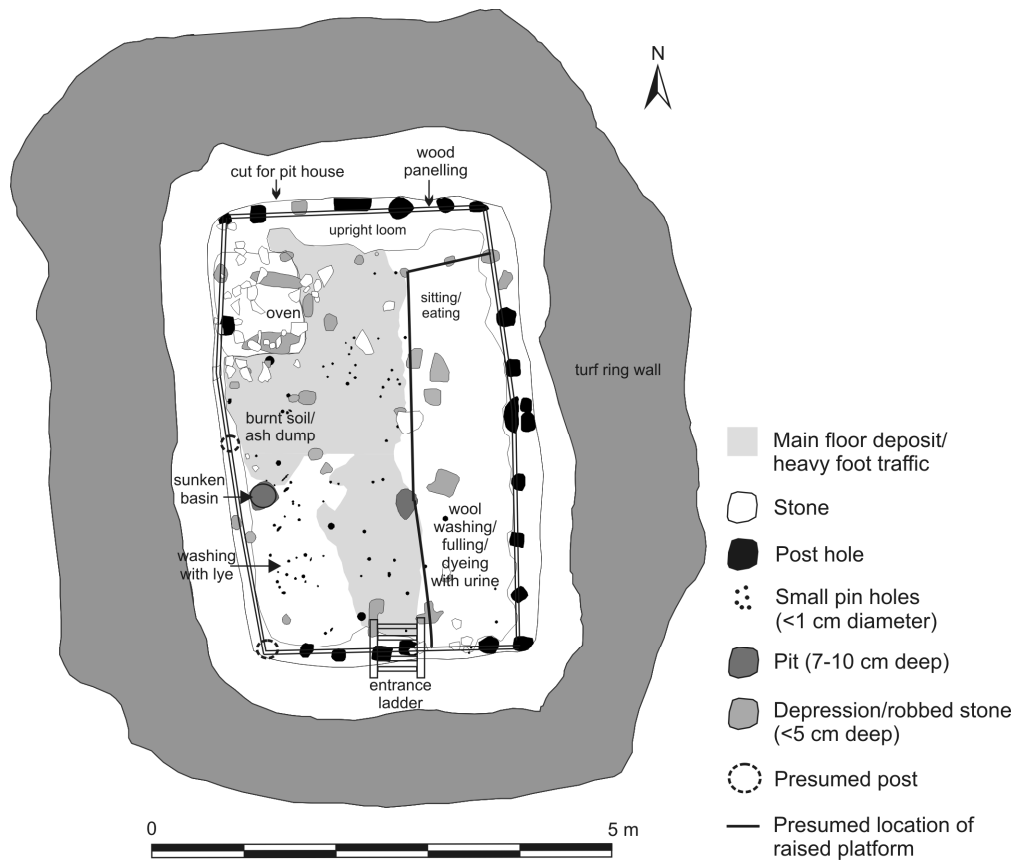 N
wood
panelling
cut for pit house
upright loom
sitting/
eating
oven
turf ring wall
burnt soil/
ash dump
sunken
basin
wool
washing/
fulling/
dyeing
with urine
washing
with lye
entrance
ladder
Main floor deposit/
heavy foot traffic
Stone
Post hole
Small pin holes
(<1 cm diameter)
Pit (7-10 cm deep)
Depression/robbed stone
(<5 cm deep)
Presumed post
Presumed location of
raised platform
0 5 m